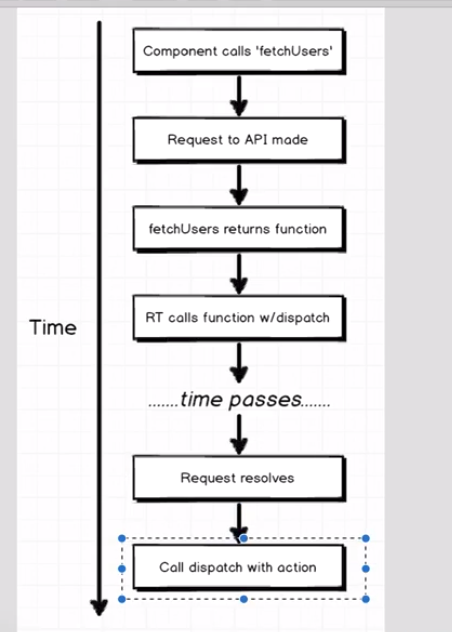 Component calls 'fetchUsers'
Request to API made
fetchUsers returns function
RT calls function w/dispatch
Time
.......time passes.......
Request resolves
Call dispatch with action